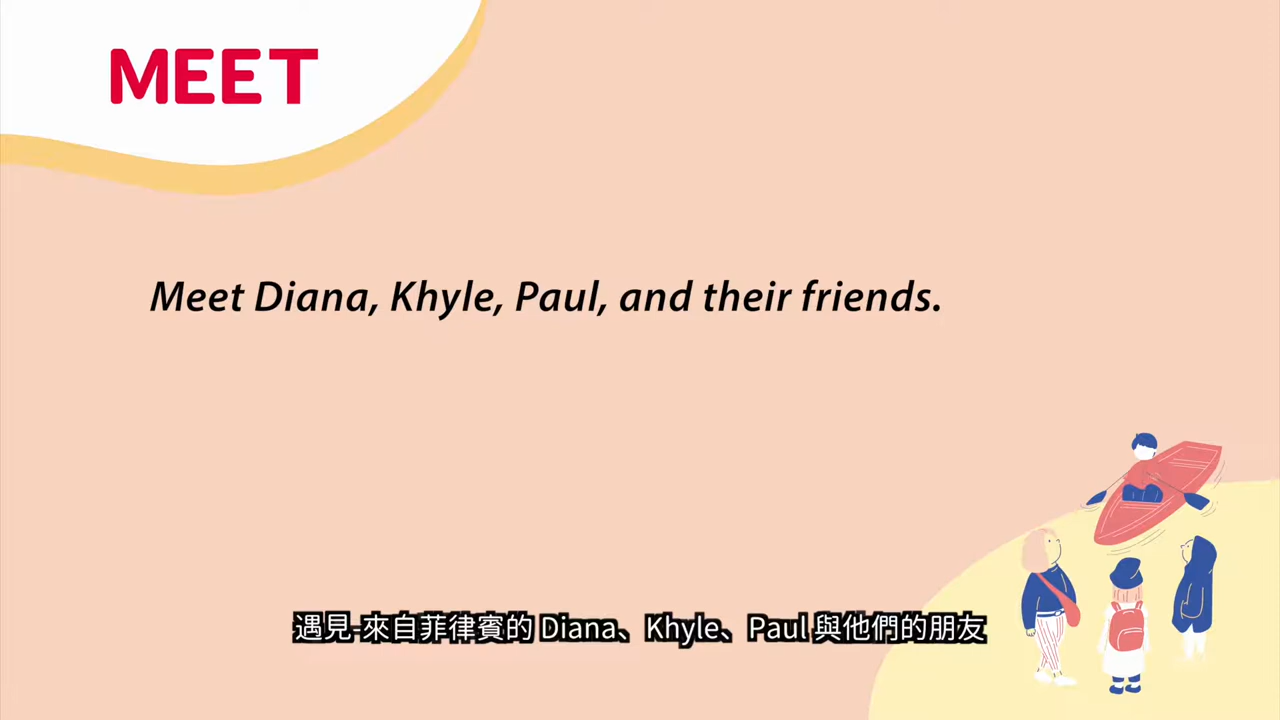 MEET
Meet Diana, Khyle, Paul, and their friends.
遇見-來自菲律賓的 Diana、Khyle、Paul 與他們的朋友